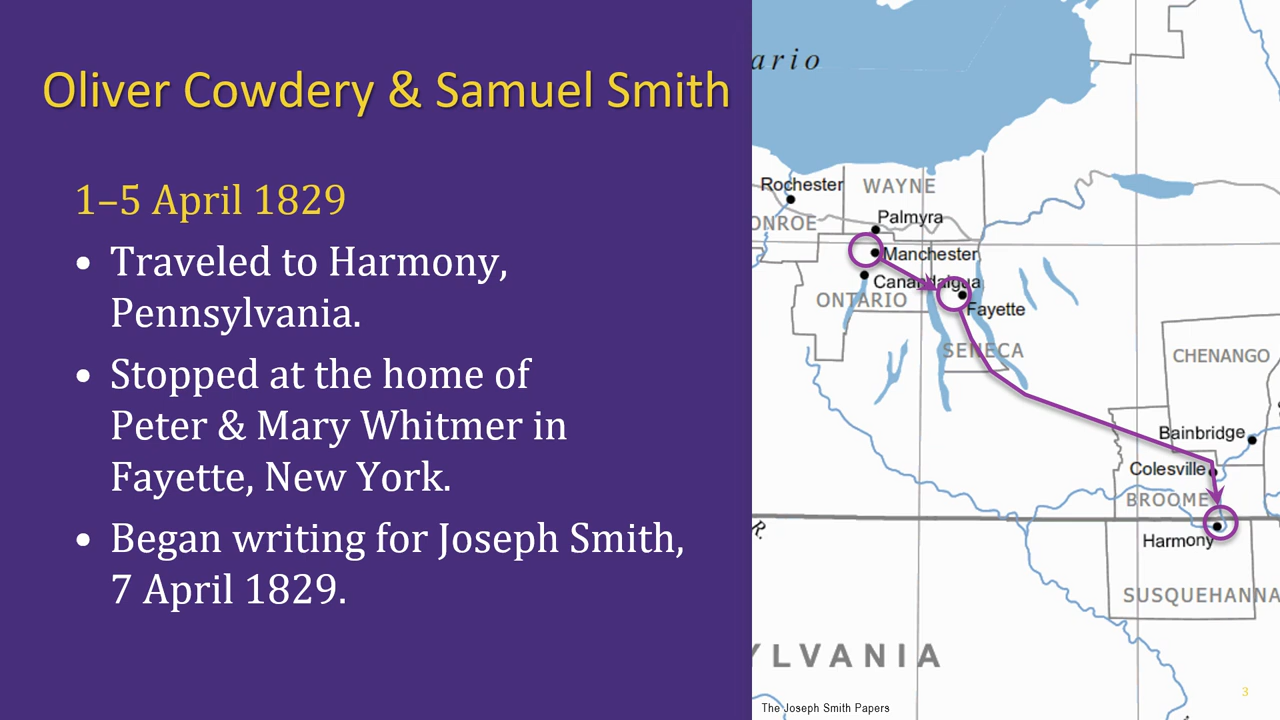 Oliver Cowdery & Samuel Smith
1–5 April 1829
• Traveled to Harmony,
Pennsylvania.
• Stopped at the home of
Peter & Mary Whitmer in
Fayette, New York.
• Began writing for Joseph Smith,
7 April 1829.
ario
Rochester
WAYNE
ONROE
Palmyra
Manchester
Canandaigua
ONTARIO
Fayette
SENECA
CHENANGO
Bainbridge
Colesville
BROOME
R.
Harmony
SUSQUEHANNA
YLVANIA
3
The Joseph Smith Papers